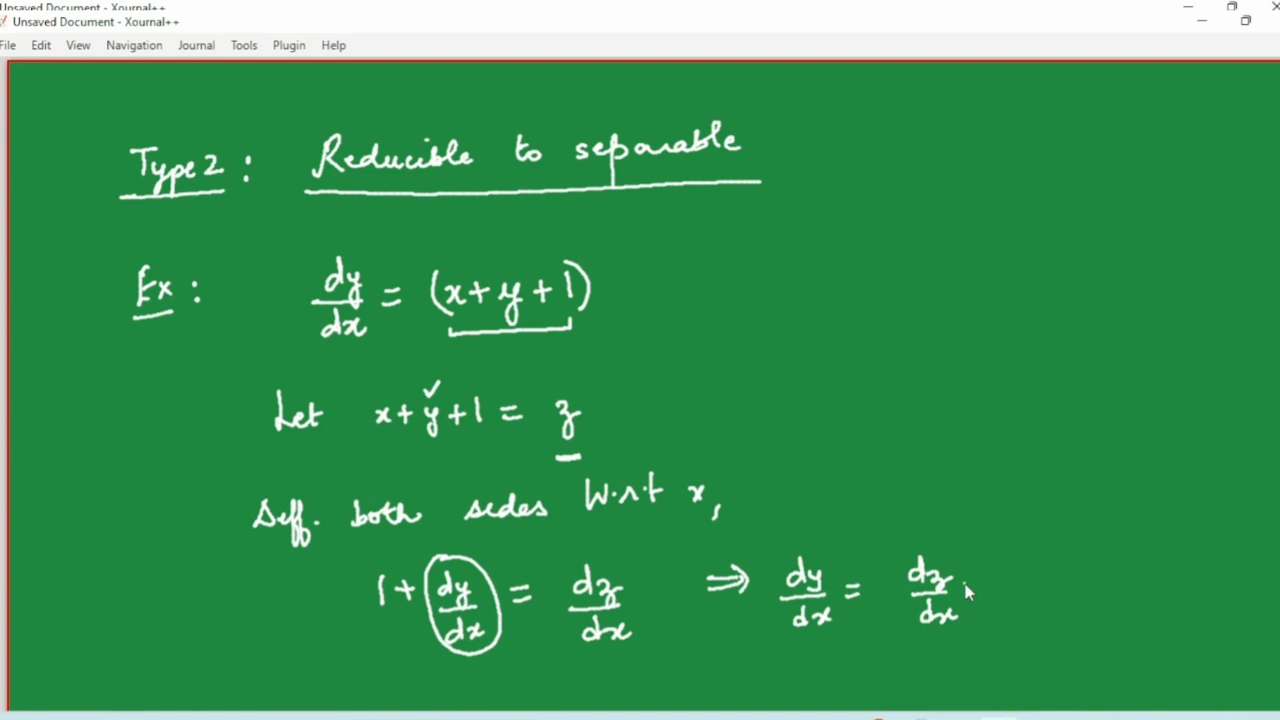 Unsaved Document - Xournal++
Unsaved Document - Xournal++
File Edit View Navigation Journal Tools Plugin Help
Type 2 : Reducible to separable
Ex : dy/dx = (x+y+1)
Let x+y+1 = z
Diff. both sides W.r.t x,
1 + dy/dx = dz/dx ⇒ dy/dx = dz/dx